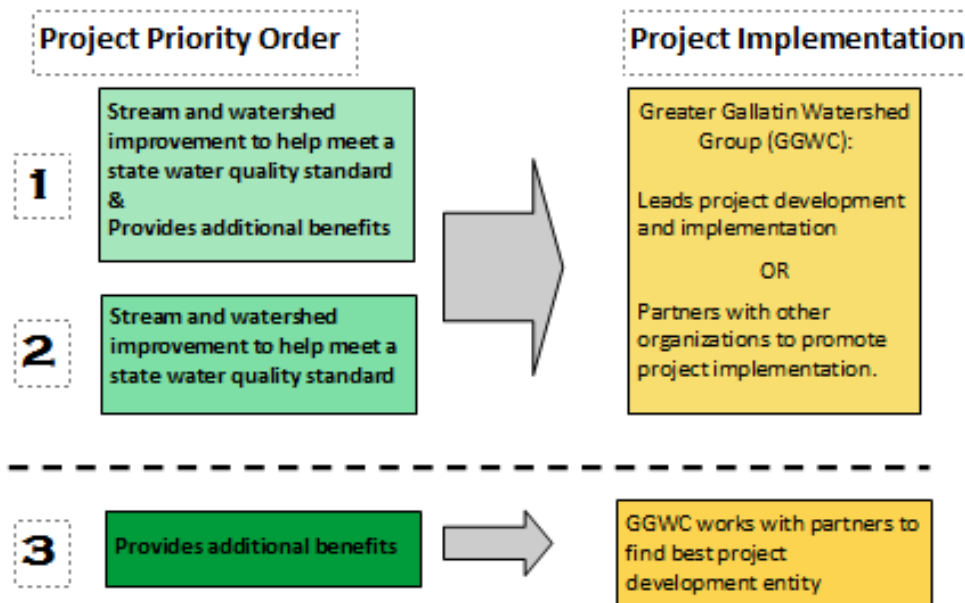 Project Priority Order
Project Implementation
1
Stream and watershed
improvement to help meet a
state water quality standard
&
Provides additional benefits
Greater Gallatin Watershed
Group (GGWC):
Leads project development
and implementation
OR
Partners with other
organizations to promote
project implementation.
2
Stream and watershed
improvement to help meet a
state water quality standard
3
Provides additional benefits
GGWC works with partners to
find best project
development entity